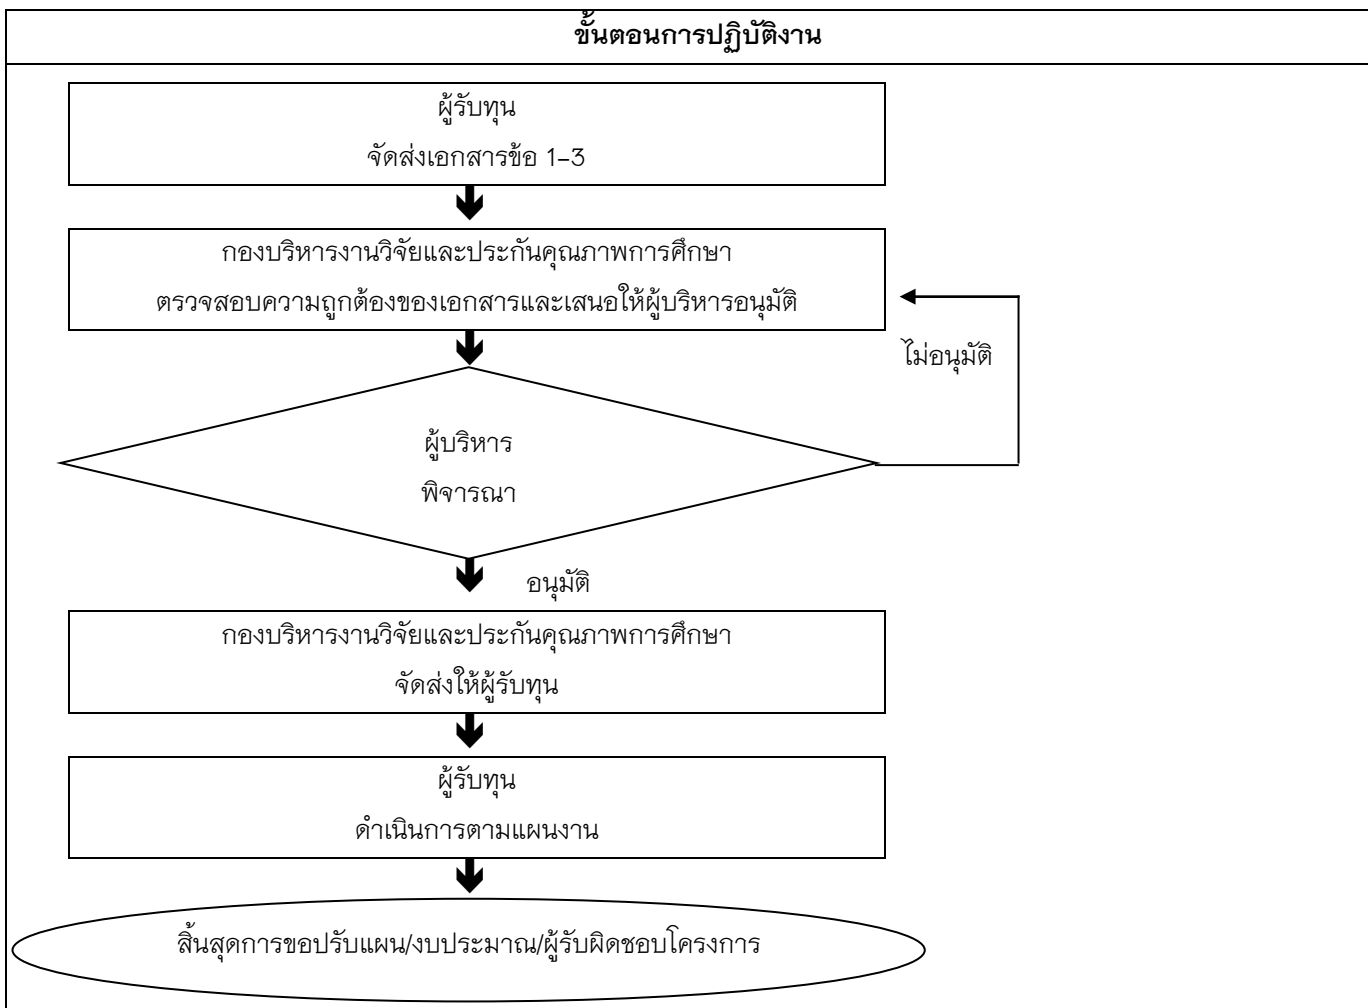 ขั้นตอนการปฏิบัติงาน
ผู้รับทุน
จัดส่งเอกสารข้อ 1-3
กองบริหารงานวิจัยและประกันคุณภาพการศึกษา
ตรวจสอบความถูกต้องของเอกสารและเสนอให้ผู้บริหารอนุมัติ
ไม่อนุมัติ
ผู้บริหาร
พิจารณา
อนุมัติ
กองบริหารงานวิจัยและประกันคุณภาพการศึกษา
จัดส่งให้ผู้รับทุน
ผู้รับทุน
ดำเนินการตามแผนงาน
สิ้นสุดการขอปรับแผน/งบประมาณ/ผู้รับผิดชอบโครงการ